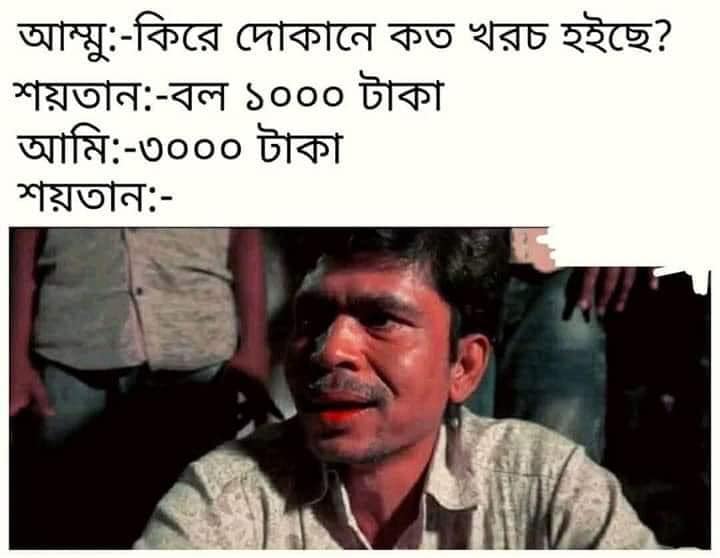 আম্মু:-কিরে দোকানে কত খরচ হইছে?
শয়তান:-বল ১০০০ টাকা
আমি:-৩০০০ টাকা
শয়তান:-